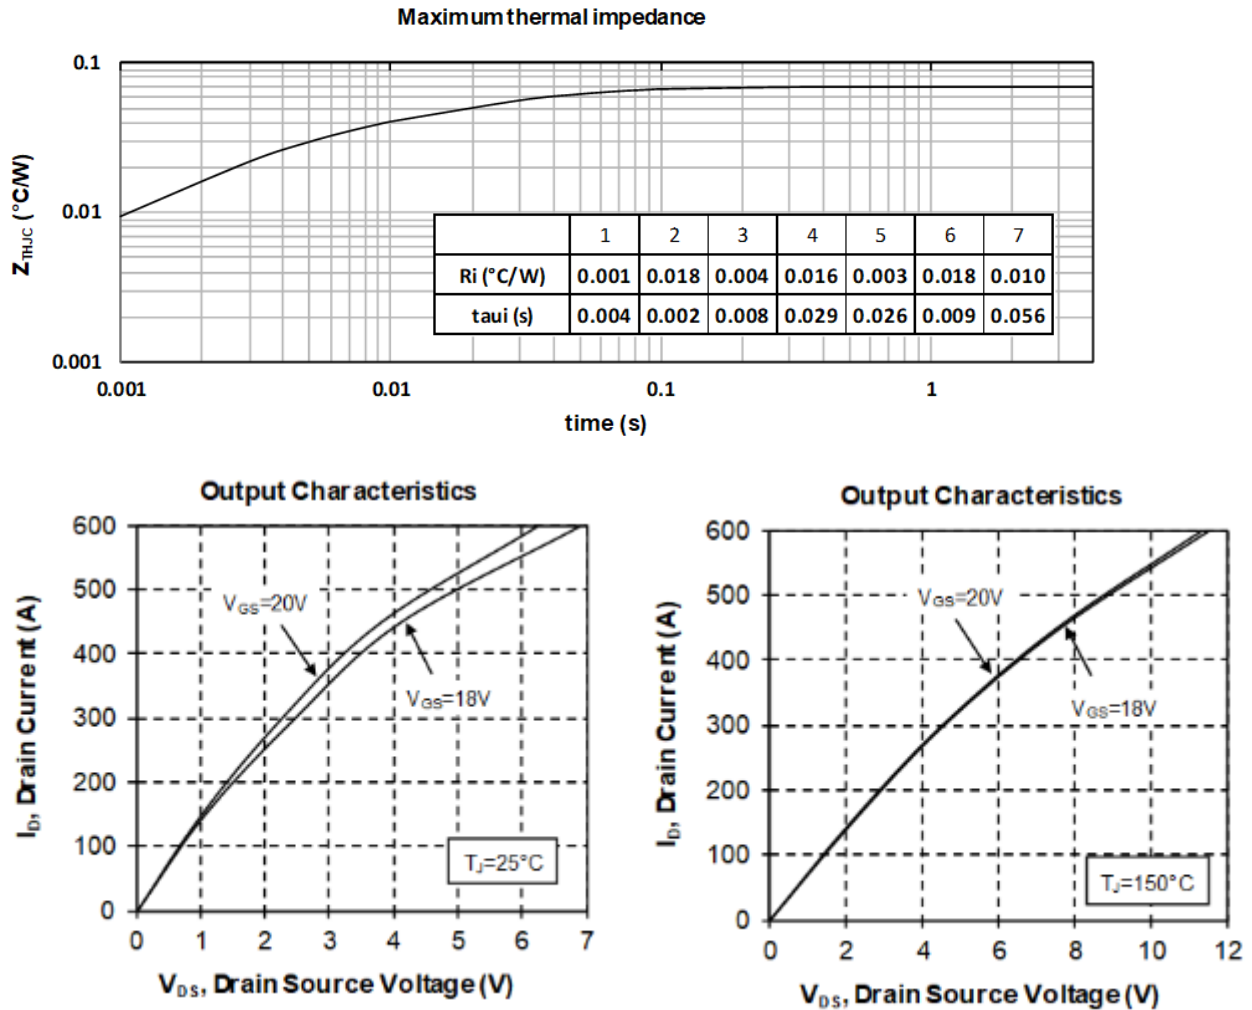 Maximum thermal impedance
0.1
0.01
0.001
Z THJC (°C/W)
1 2 3 4 5 6 7
Ri (°C/W) 0.001 0.018 0.004 0.016 0.003 0.018 0.010
taui (s) 0.004 0.002 0.008 0.029 0.026 0.009 0.056
0.001 0.01 0.1 1
time (s)
Output Characteristics
600
500
400
300
200
100
0
I_D, Drain Current (A)
V_GS=20V
V_GS=18V
T_J=25°C
0 1 2 3 4 5 6 7
V_DS, Drain Source Voltage (V)
Output Characteristics
600
500
400
300
200
100
0
I_D, Drain Current (A)
V_GS=20V
V_GS=18V
T_J=150°C
0 2 4 6 8 10 12
V_DS, Drain Source Voltage (V)